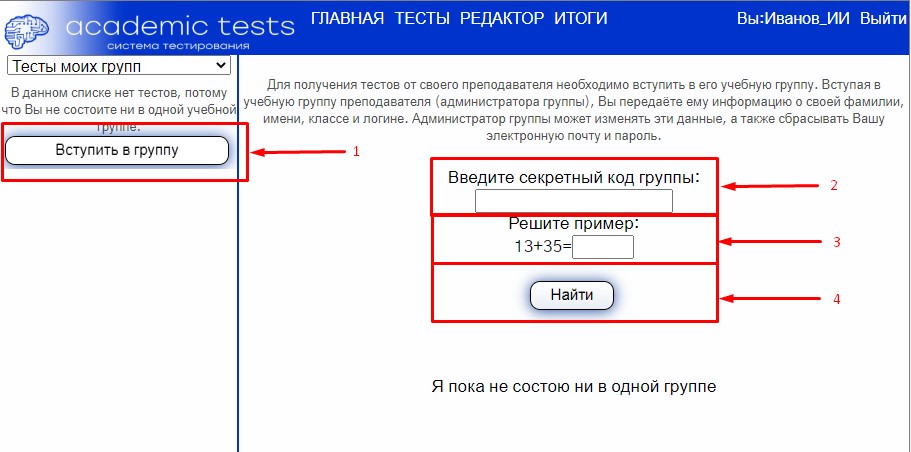 academic tests
система тестирования
ГЛАВНАЯ ТЕСТЫ РЕДАКТОР ИТОГИ
Вы:Иванов_ИИ Выйти
Тесты моих групп
В данном списке нет тестов, потому
что Вы не состоите ни в одной учебной
группе.
Вступить в группу
1
Для получения тестов от своего преподавателя необходимо вступить в его учебную группу. Вступая в
учебную группу преподавателя (администратора группы), Вы передаёте ему информацию о своей фамилии,
имени, классе и логине. Администратор группы может изменять эти данные, а также сбрасывать Вашу
электронную почту и пароль.
Введите секретный код группы:
2
Решите пример:
13+35=
3
Найти
4
Я пока не состою ни в одной группе